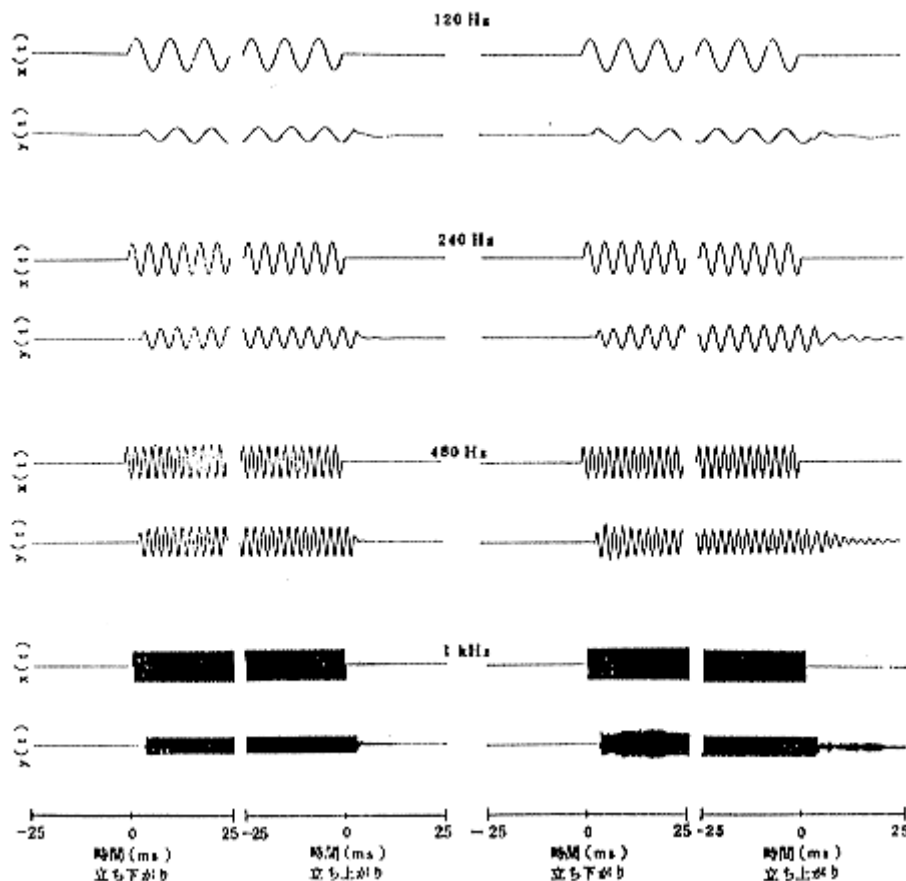 120 Hz
x(t)
y(t)
240 Hz
x(t)
y(t)
480 Hz
x(t)
y(t)
1 kHz
x(t)
y(t)
-25 0 25 -25 0 25 -25 0 25 -25 0 25
時間(ms) 時間(ms) 時間(ms) 時間(ms)
立ち下がり 立ち上がり 立ち下がり 立ち上がり